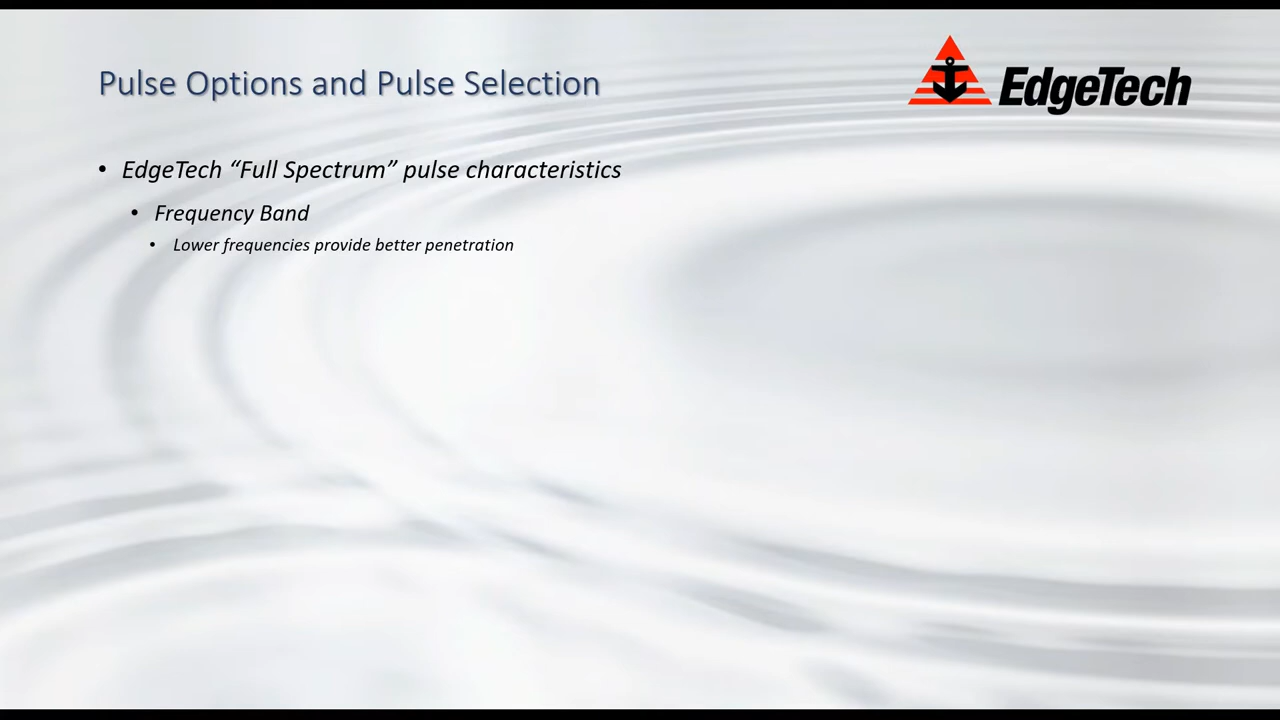 Pulse Options and Pulse Selection
EdgeTech
• EdgeTech “Full Spectrum” pulse characteristics
• Frequency Band
• Lower frequencies provide better penetration